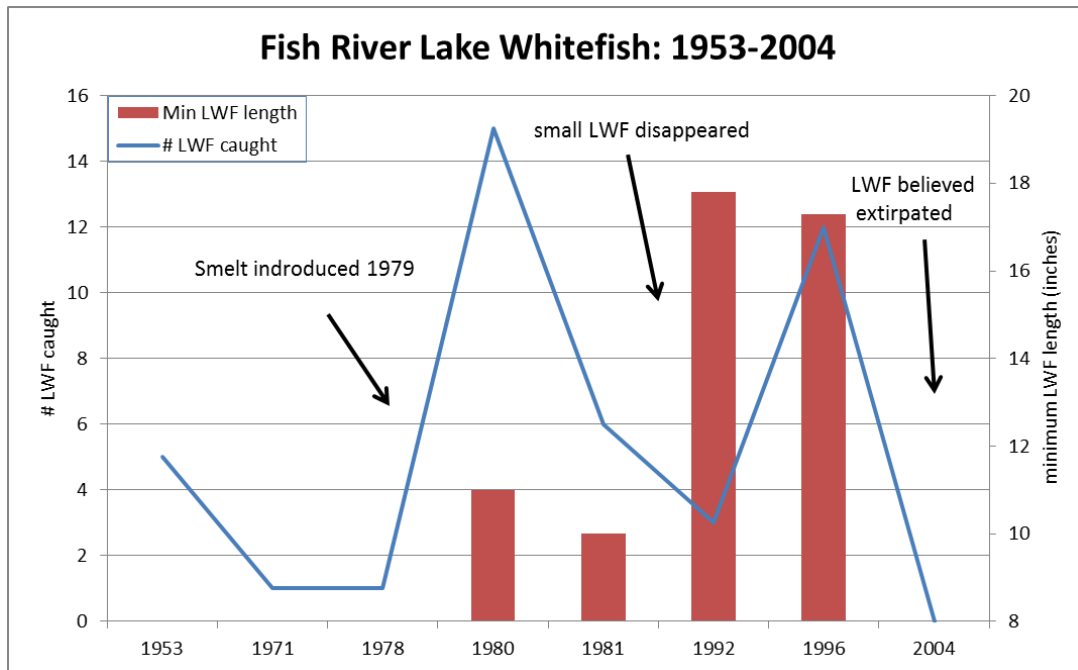 Fish River Lake Whitefish: 1953-2004
Min LWF length
# LWF caught
16
14
12
10
8
6
4
2
0
# LWF caught
20
18
16
14
12
10
8
minimum LWF length (inches)
small LWF disappeared
LWF believed
extirpated
Smelt indroduced 1979
1953 1971 1978 1980 1981 1992 1996 2004